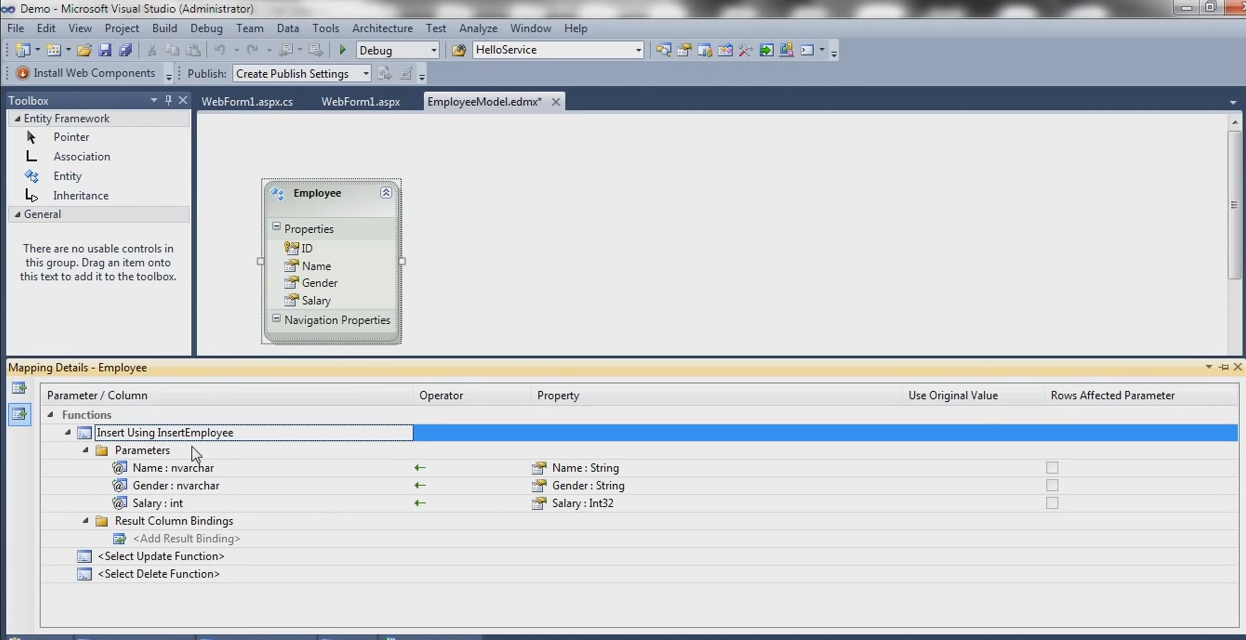 Demo - Microsoft Visual Studio (Administrator)
File Edit View Project Build Debug Team Data Tools Architecture Test Analyze Window Help
Debug HelloService
Install Web Components Publish: Create Publish Settings
Toolbox
WebForm1.aspx.cs WebForm1.aspx EmployeeModel.edmx*
Entity Framework
Pointer
Association
Entity
Inheritance
General
There are no usable controls in
this group. Drag an item onto
this text to add it to the toolbox.
Employee
Properties
ID
Name
Gender
Salary
Navigation Properties
Mapping Details - Employee
Parameter / Column Operator Property Use Original Value Rows Affected Parameter
Functions
Insert Using InsertEmployee
Parameters
Name : nvarchar Name : String
Gender : nvarchar Gender : String
Salary : int Salary : Int32
Result Column Bindings
<Add Result Binding>
<Select Update Function>
<Select Delete Function>